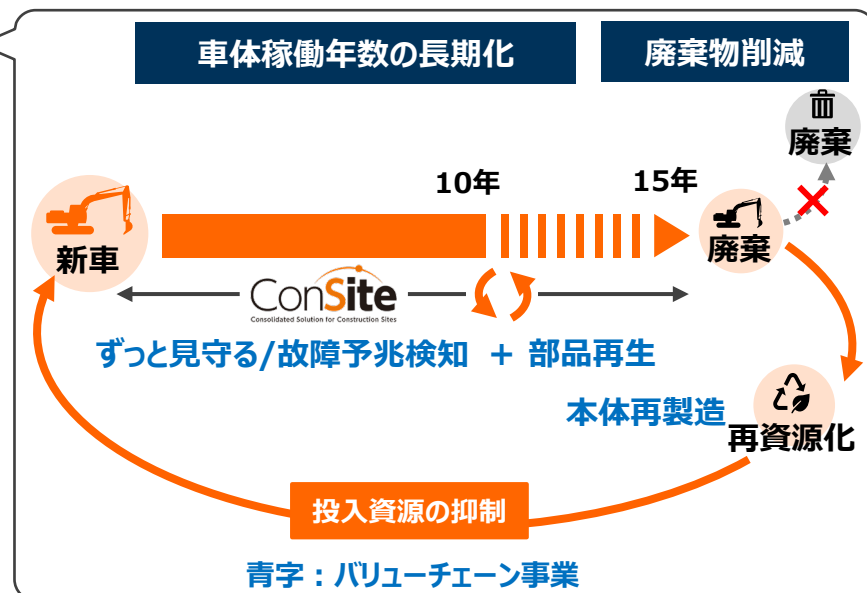 車体稼働年数の長期化
廃棄物削減
廃棄
10年
15年
新車
廃棄
ConSite
Consolidated Solution for Construction Sites
ずっと見守る/故障予兆検知 + 部品再生
本体再製造
再資源化
投入資源の抑制
青字：バリューチェーン事業